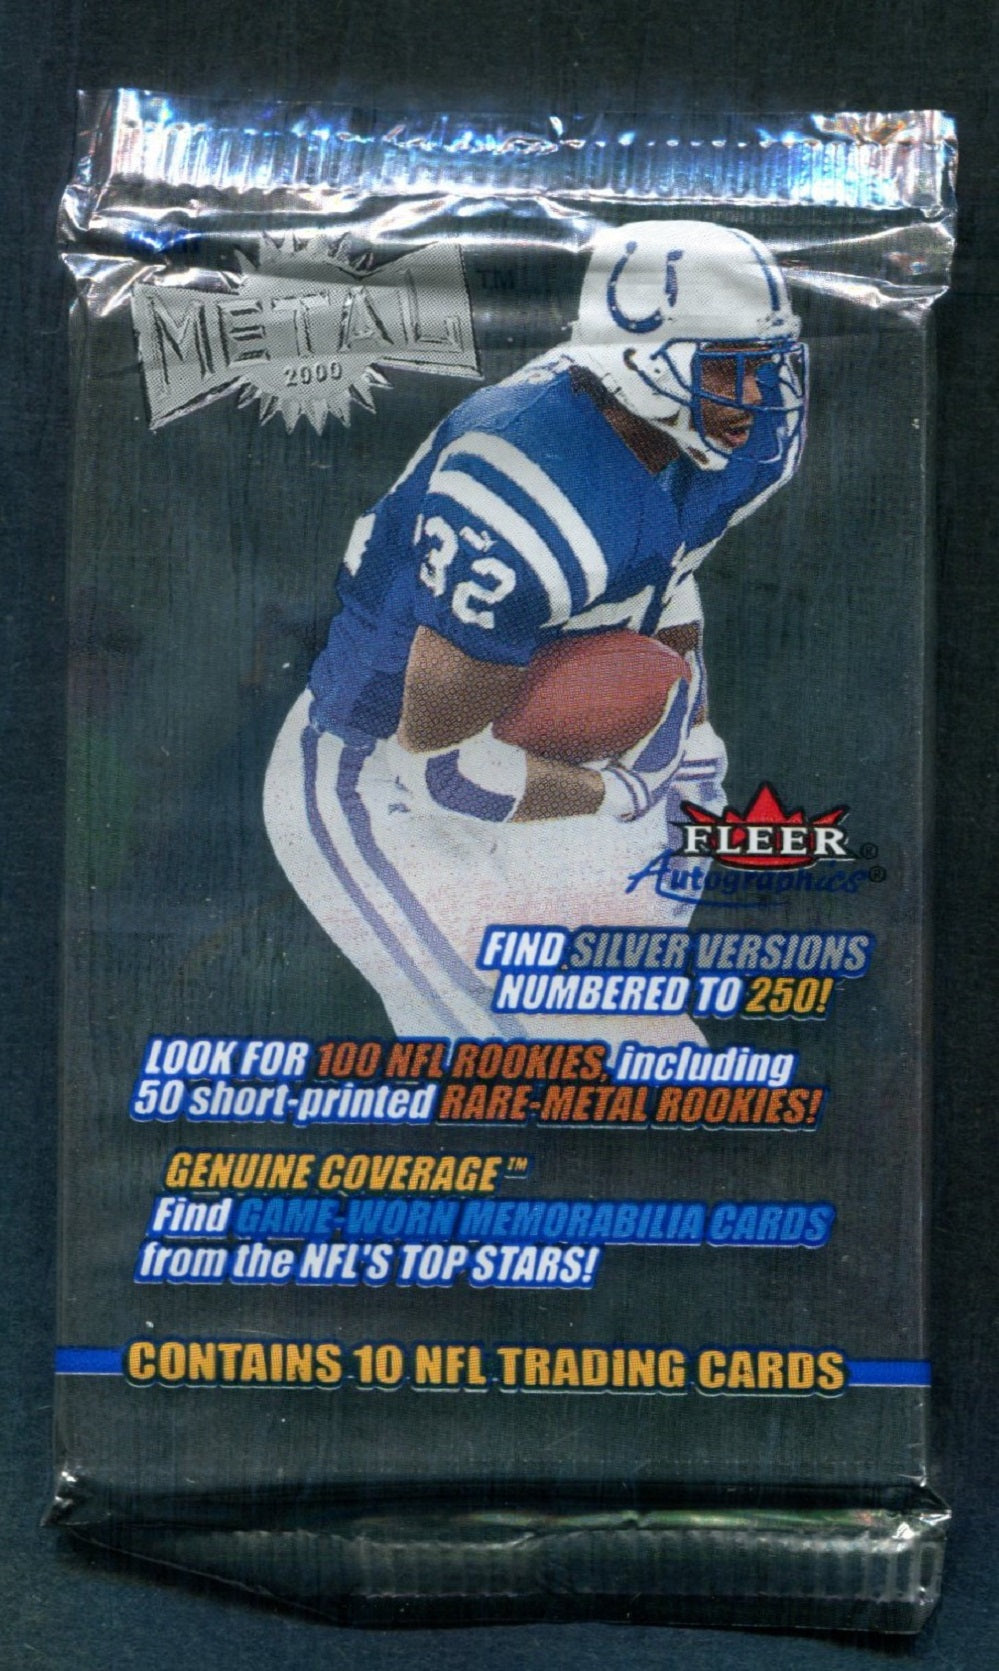 METAL
TM
2000
32
FLEER®
Autographics®
FIND SILVER VERSIONS
NUMBERED TO 250!
LOOK FOR 100 NFL ROOKIES, including
50 short-printed RARE-METAL ROOKIES!
GENUINE COVERAGE™
Find GAME-WORN MEMORABILIA CARDS
from the NFL'S TOP STARS!
CONTAINS 10 NFL TRADING CARDS